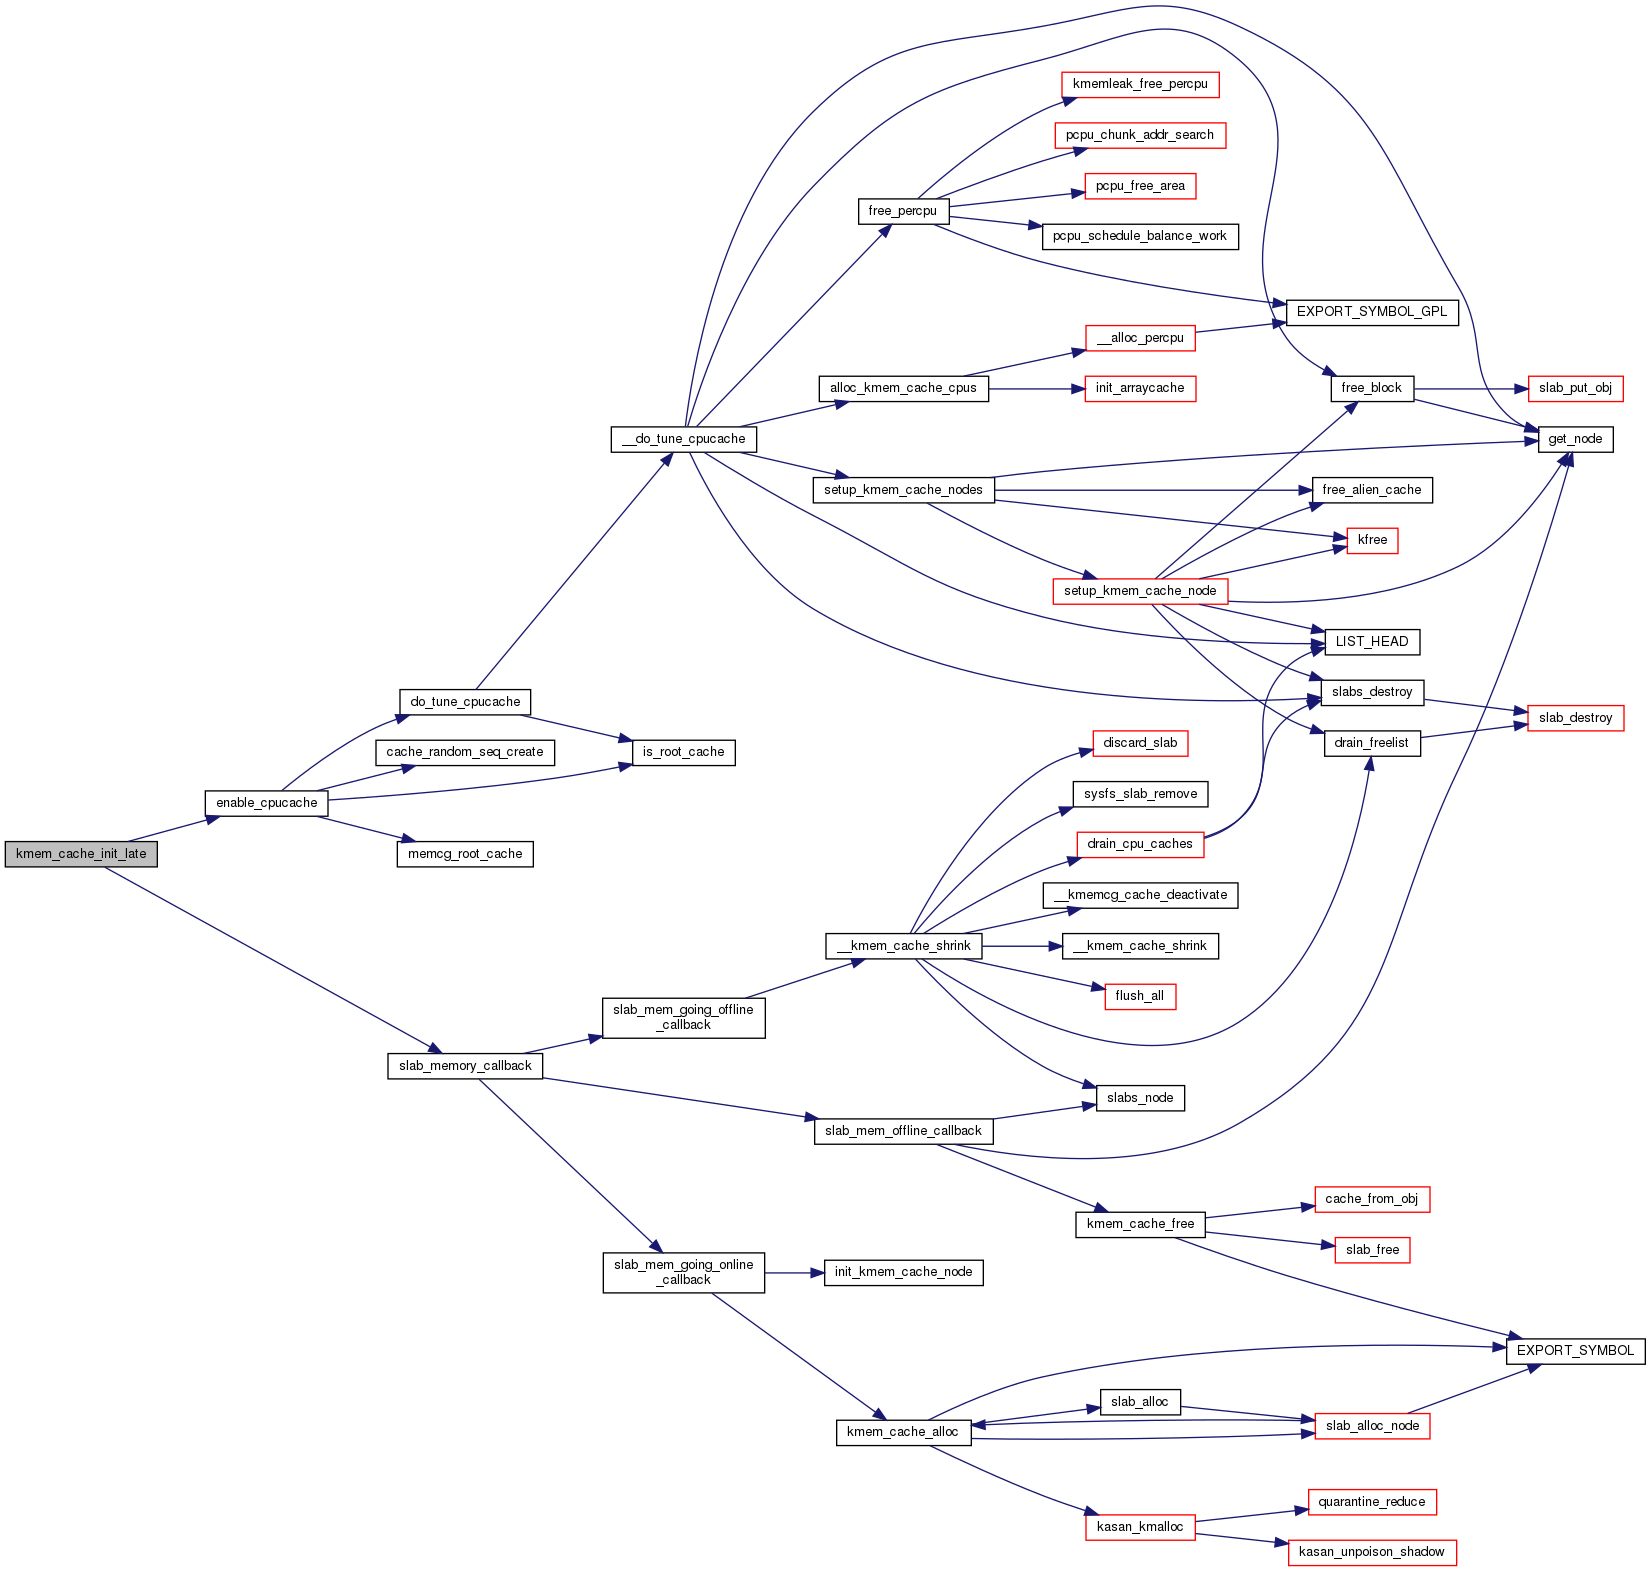 kmemleak_free_percpu
pcpu_chunk_addr_search
pcpu_free_area
free_percpu
pcpu_schedule_balance_work
EXPORT_SYMBOL_GPL
__alloc_percpu
alloc_kmem_cache_cpus
init_arraycache
free_block
slab_put_obj
__do_tune_cpucache
get_node
setup_kmem_cache_nodes
free_alien_cache
kfree
setup_kmem_cache_node
LIST_HEAD
slabs_destroy
do_tune_cpucache
slab_destroy
drain_freelist
discard_slab
cache_random_seq_create
is_root_cache
sysfs_slab_remove
enable_cpucache
drain_cpu_caches
kmem_cache_init_late
memcg_root_cache
__kmemcg_cache_deactivate
__kmem_cache_shrink
__kmem_cache_shrink
flush_all
slab_mem_going_offline
_callback
slab_memory_callback
slabs_node
slab_mem_offline_callback
cache_from_obj
kmem_cache_free
slab_free
slab_mem_going_online
_callback
init_kmem_cache_node
EXPORT_SYMBOL
slab_alloc
slab_alloc_node
kmem_cache_alloc
quarantine_reduce
kasan_kmalloc
kasan_unpoison_shadow